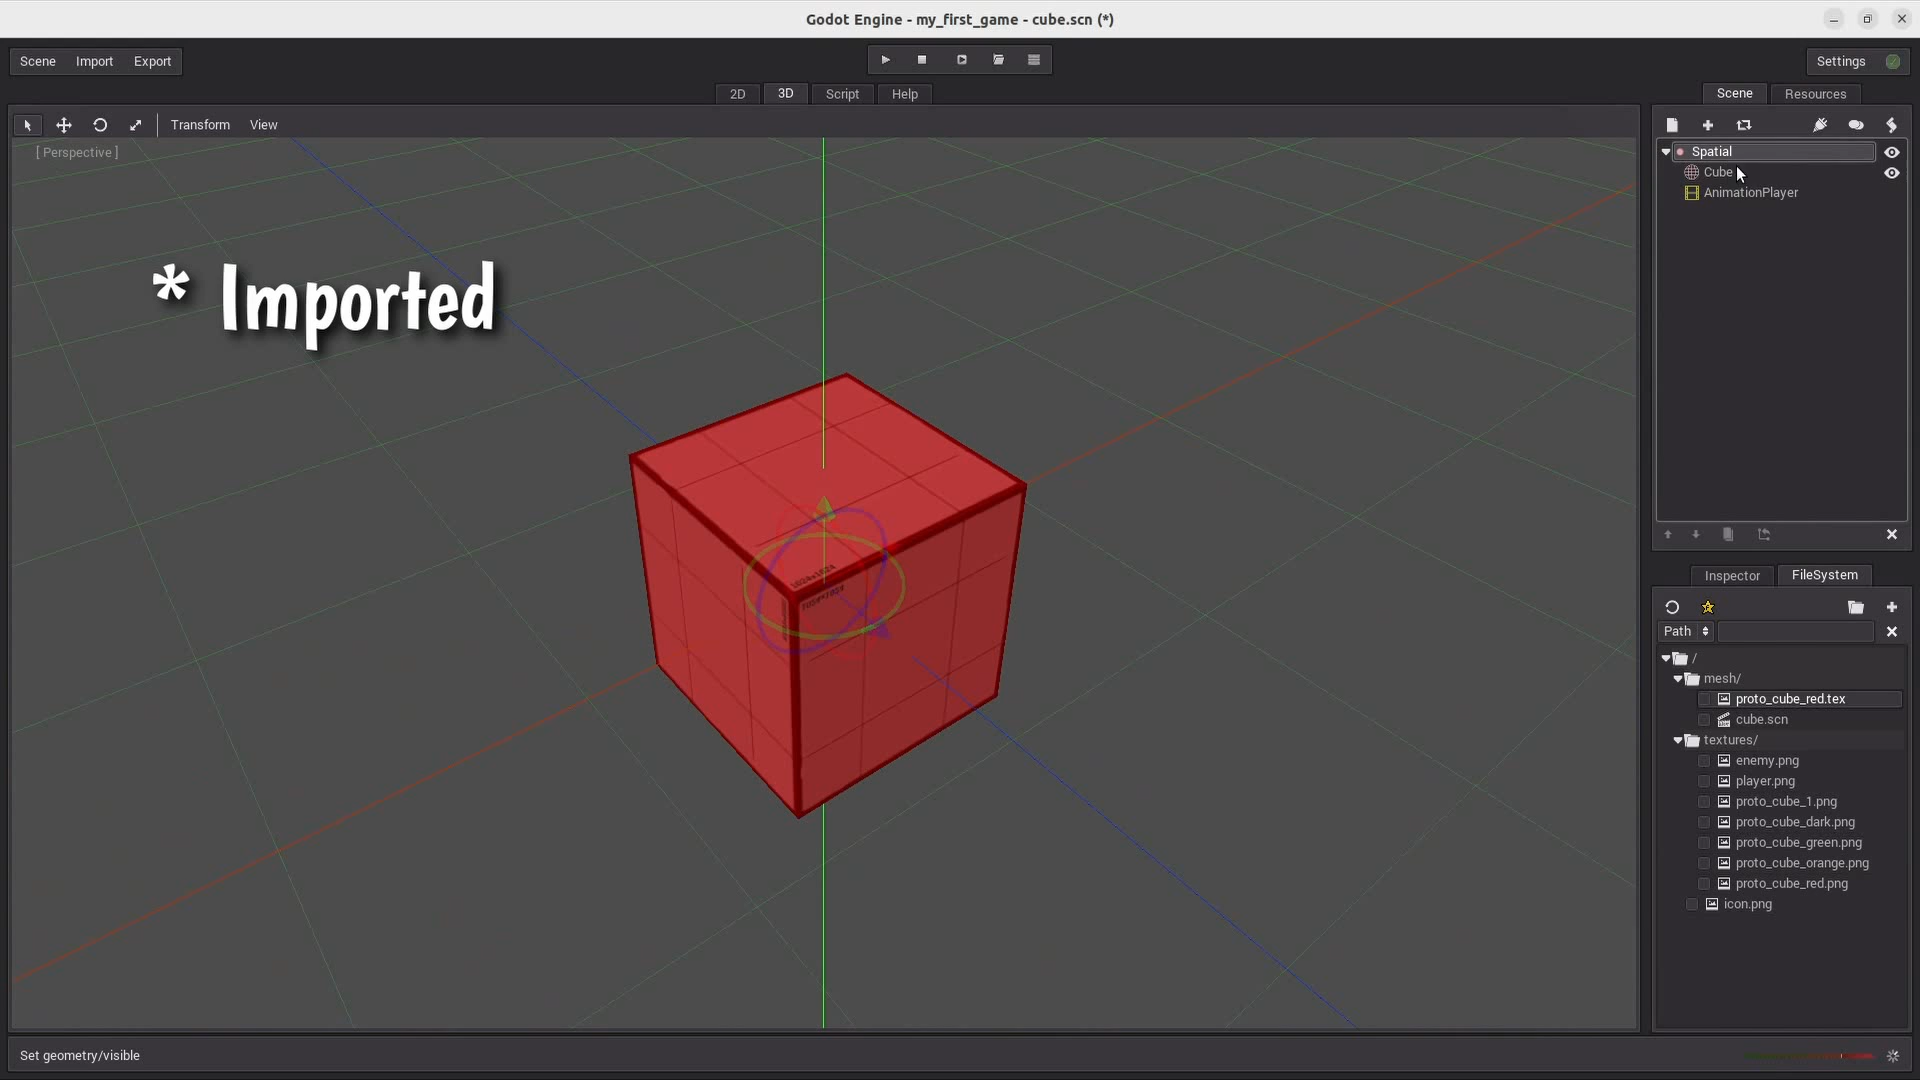 Godot Engine - my_first_game - cube.scn (*)
Scene Import Export
Settings
2D 3D Script Help
Scene Resources
Transform View
[ Perspective ]
Spatial
Cube
AnimationPlayer
* Imported
1024x1024
1024x1024
Inspector FileSystem
Path
/
mesh/
proto_cube_red.tex
cube.scn
textures/
enemy.png
player.png
proto_cube_1.png
proto_cube_dark.png
proto_cube_green.png
proto_cube_orange.png
proto_cube_red.png
icon.png
Set geometry/visible